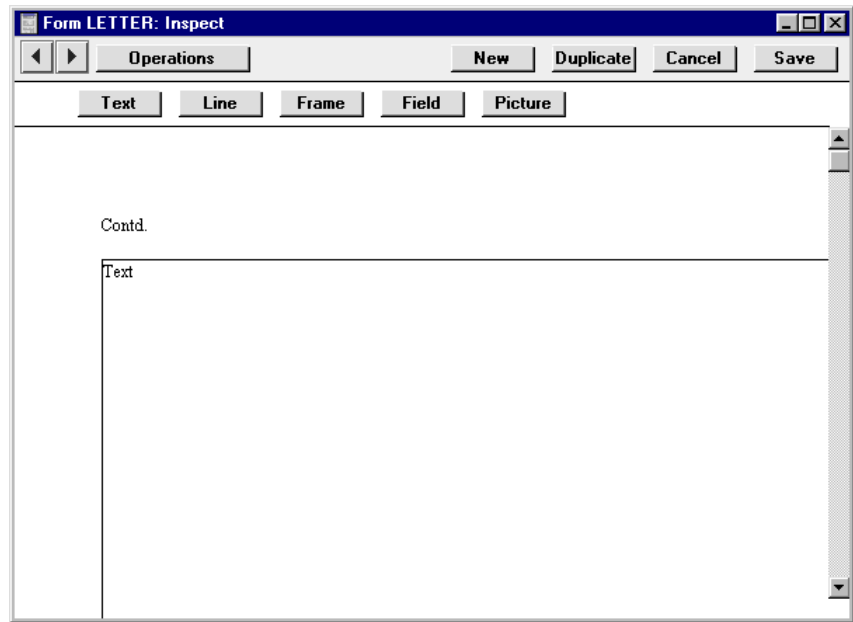 Form LETTER: Inspect
Operations New Duplicate Cancel Save
Text Line Frame Field Picture
Contd.
Text